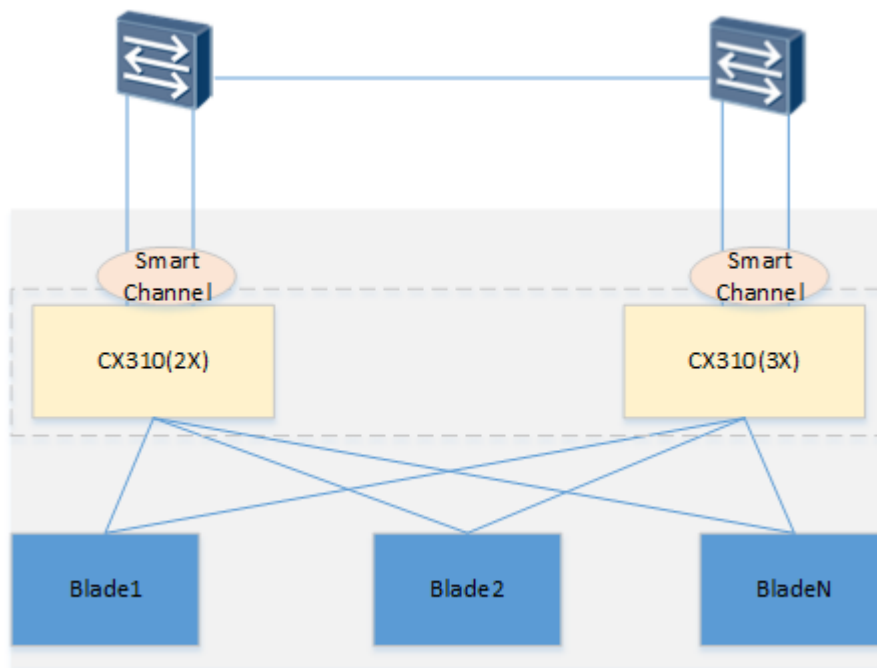 Smart
Channel
Smart
Channel
CX310(2X)
CX310(3X)
Blade1
Blade2
BladeN